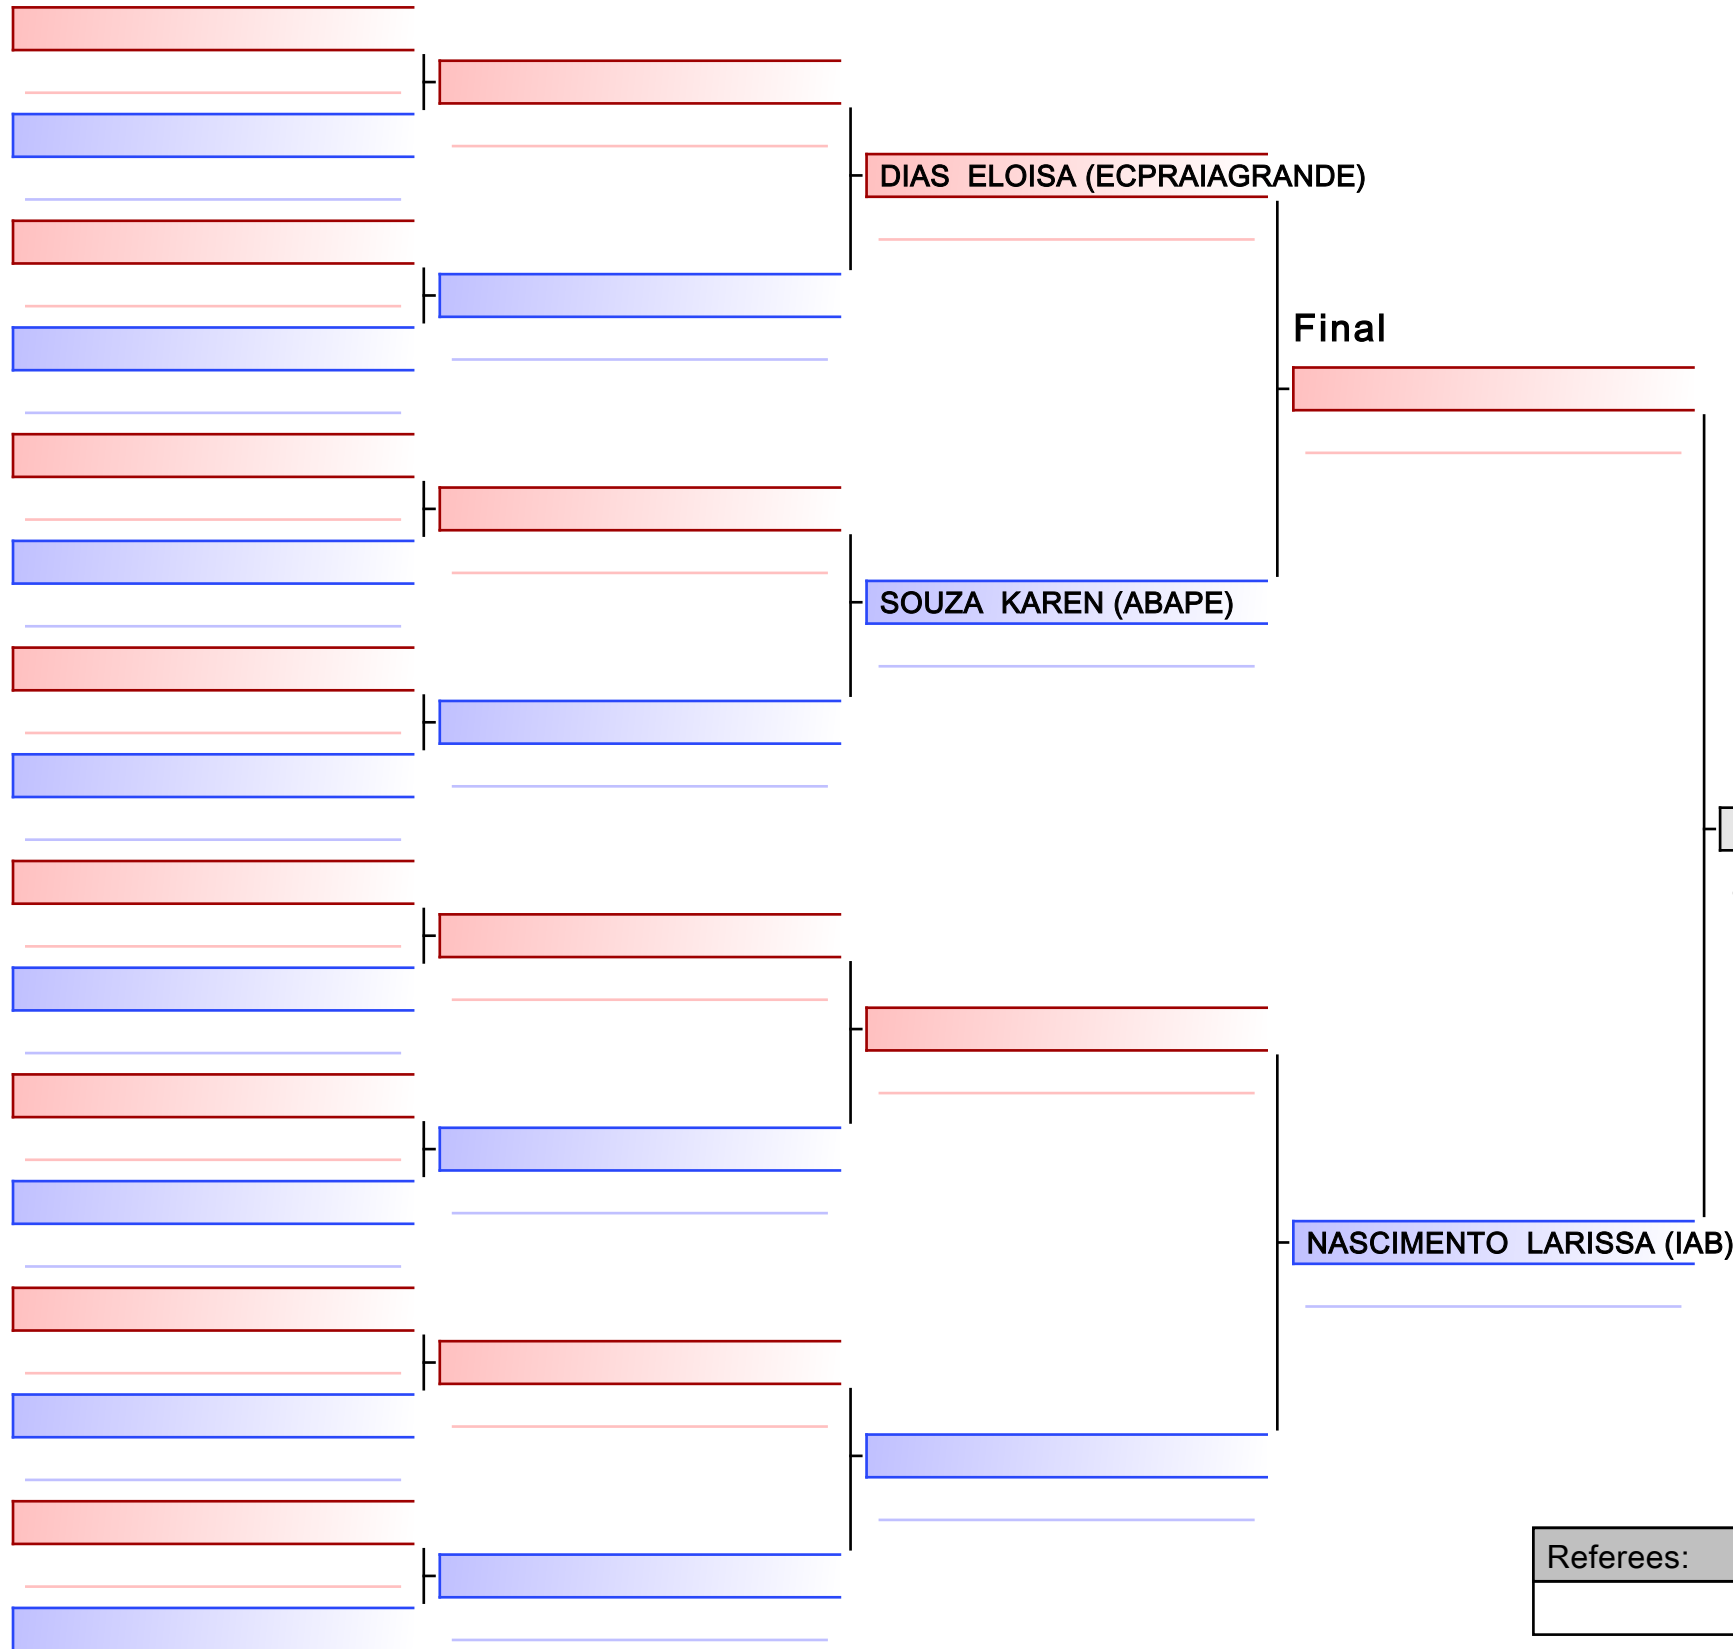 DIAS  ELOISA (ECPRAIAGRANDE)
Final
SOUZA  KAREN (ABAPE)
NASCIMENTO  LARISSA (IAB)
Referees: